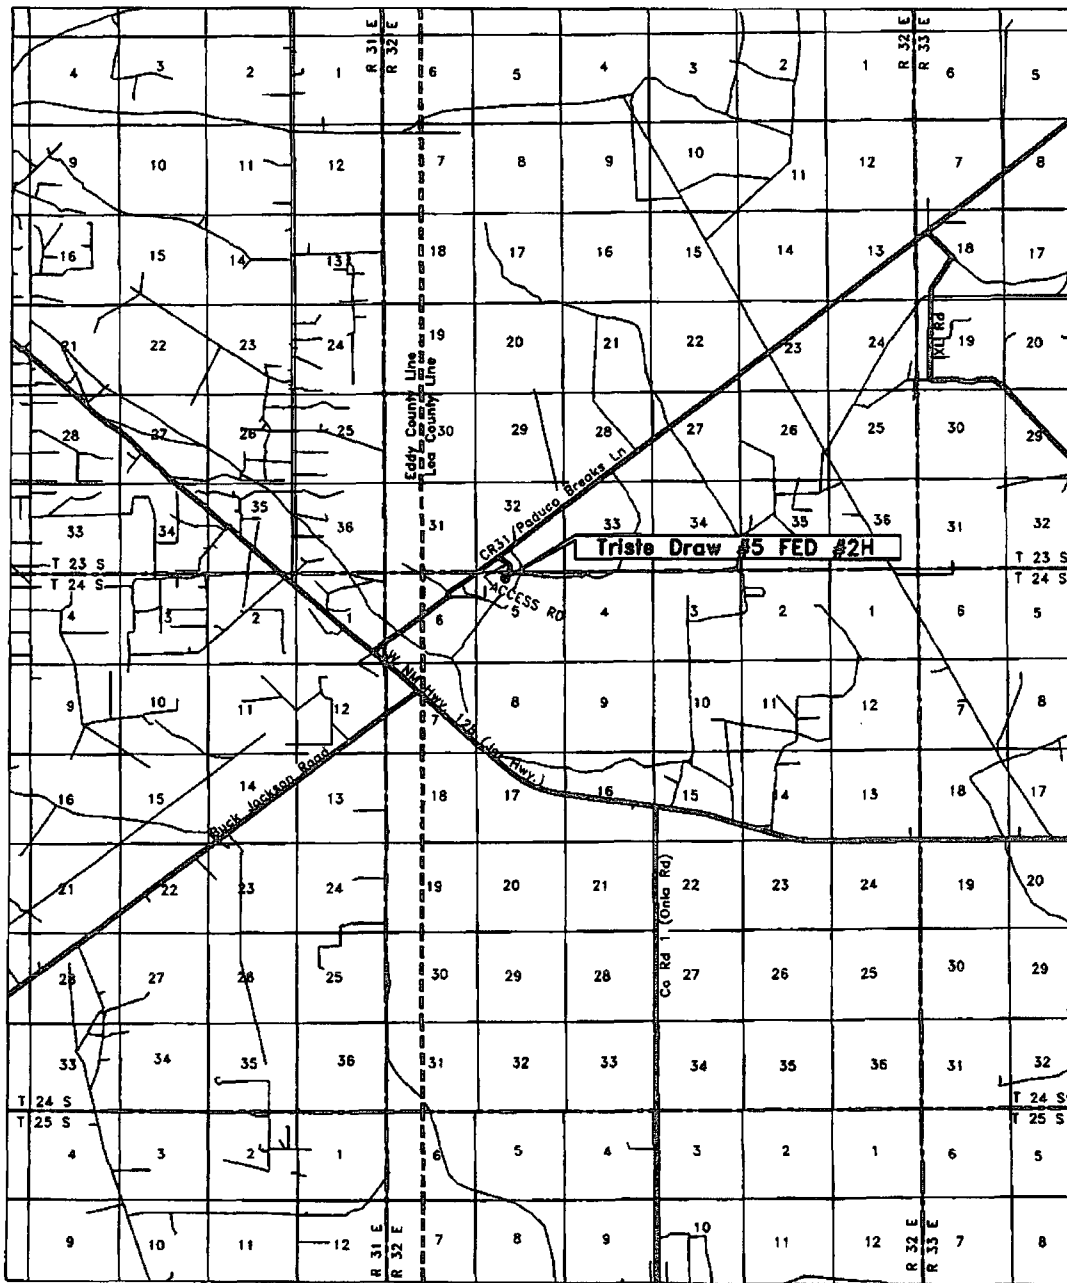 R 31 E
R 32 E
R 32 E
R 33 E
4 3 2 1 6 5 4 3 2 1 6 5
9 10 11 12 7 8 9 10 11 12 7 8
16 15 14 13 18 17 16 15 14 13 18 17
21 22 23 24 19 20 21 22 23 24 19 20
XL Rd
Eddy County Line
Lea County Line
28 27 26 25 30 29 28 27 26 25 30 29
CR31/Paduca Breaks Ln
33 34 35 36 31 32 33 34 35 36 31 32
Triste Draw #5 FED #2H
T 23 S
T 24 S
T 23 S
T 24 S
ACCESS RD
4 3 2 1 6 5 4 3 2 1 6 5
NM Hwy. 128 (Jal Hwy.)
9 10 11 12 7 8 9 10 11 12 7 8
Buck Jackson Road
16 15 14 13 18 17 16 15 14 13 18 17
21 22 23 24 19 20 21 22 23 24 19 20
Co Rd 1 (Orla Rd)
28 27 26 25 30 29 28 27 26 25 30 29
33 34 35 36 31 32 33 34 35 36 31 32
T 24 S
T 25 S
T 24 S
T 25 S
4 3 2 1 6 5 4 3 2 1 6 5
9 10 11 12 7 8 9 10 11 12 7 8
R 31 E
R 32 E
R 32 E
R 33 E